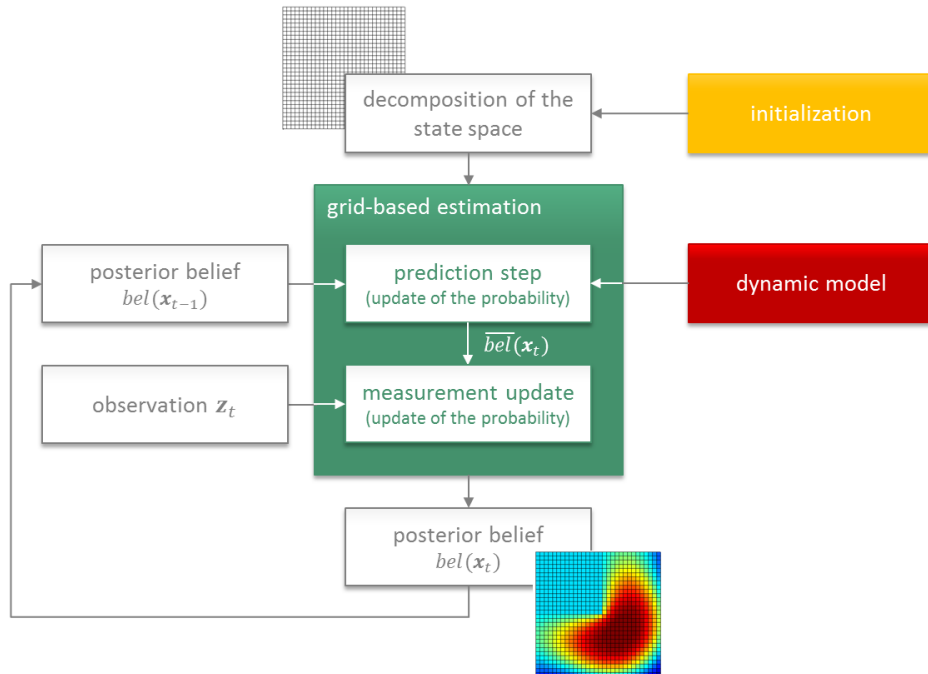 decomposition of the
state space
initialization
grid-based estimation
posterior belief
bel(x_{t−1})
prediction step
(update of the probability)
dynamic model
\overline{bel}(x_t)
observation z_t
measurement update
(update of the probability)
posterior belief
bel(x_t)